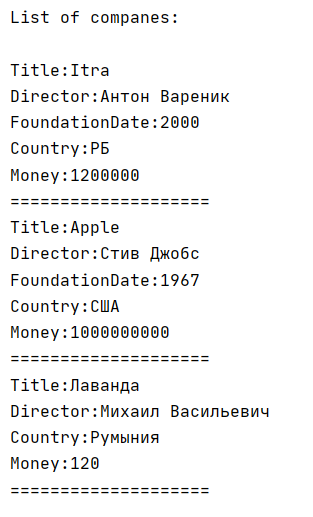 List of companes:
Title:Itra
Director:Антон Вареник
FoundationDate:2000
Country:РБ
Money:1200000
====================
Title:Apple
Director:Стив Джобс
FoundationDate:1967
Country:США
Money:1000000000
====================
Title:Лаванда
Director:Михаил Васильевич
Country:Румыния
Money:120
====================